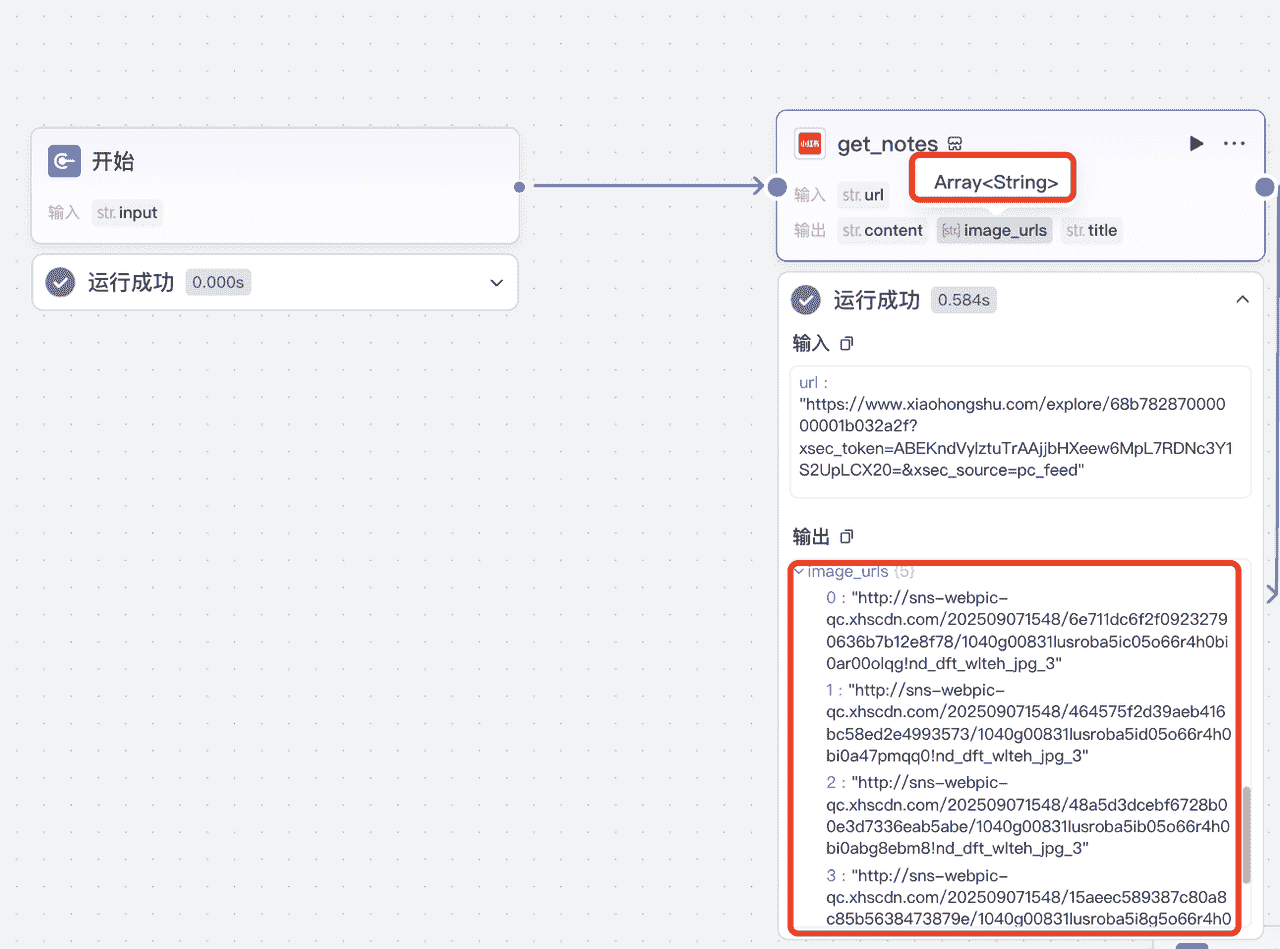 开始
输入 str. input
运行成功 0.000s
小红书 get_notes
Array<String>
输入 str. url
输出 str. content [str] image_urls str. title
运行成功 0.584s
输入
url :
"https://www.xiaohongshu.com/explore/68b782870000
00001b032a2f?
xsec_token=ABEKndVylztuTrAAjjbHXeew6MpL7RDNc3Y1
S2UpLCX20=&xsec_source=pc_feed"
输出
image_urls {5}
0 : "http://sns-webpic-
qc.xhscdn.com/202509071548/6e711dc6f2f0923279
0636b7b12e8f78/1040g00831lusroba5ic05o66r4h0bi
0ar00olqg!nd_dft_wlteh_jpg_3"
1 : "http://sns-webpic-
qc.xhscdn.com/202509071548/464575f2d39aeb416
bc58ed2e4993573/1040g00831lusroba5id05o66r4h0
bi0a47pmqq0!nd_dft_wlteh_jpg_3"
2 : "http://sns-webpic-
qc.xhscdn.com/202509071548/48a5d3dcebf6728b0
0e3d7336eab5abe/1040g00831lusroba5ib05o66r4h0
bi0abg8ebm8!nd_dft_wlteh_jpg_3"
3 : "http://sns-webpic-
qc.xhscdn.com/202509071548/15aeec589387c80a8
c85b5638473879e/1040g00831lusroba5i8g5o66r4h0